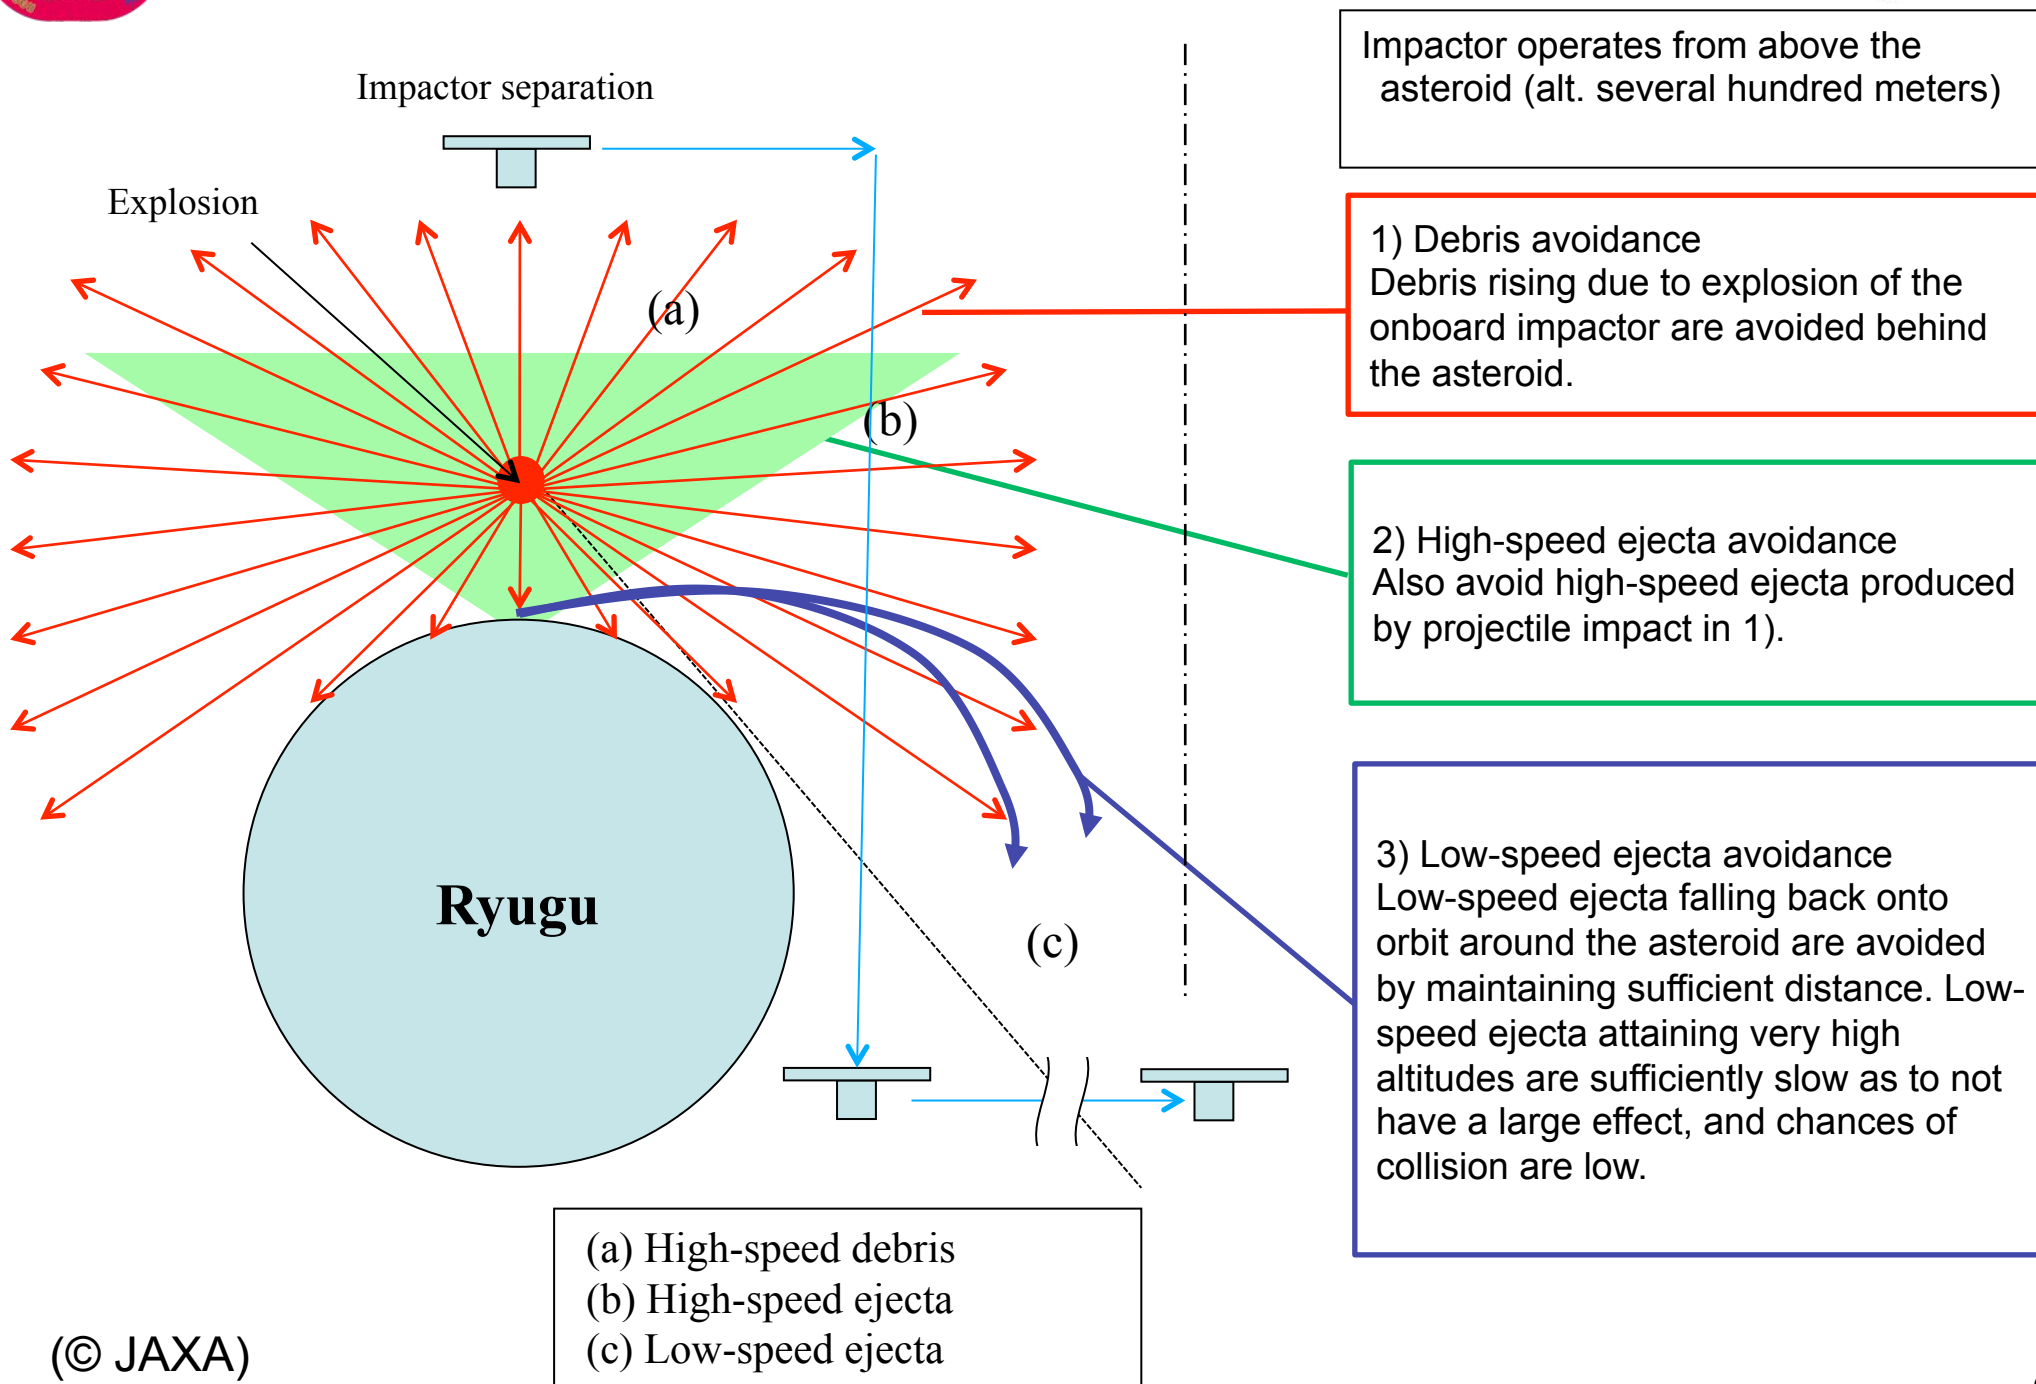 Impactor operates from above the
asteroid (alt. several hundred meters)
Impactor separation
Explosion
(a)
(b)
(c)
Ryugu
1) Debris avoidance
Debris rising due to explosion of the
onboard impactor are avoided behind
the asteroid.
2) High-speed ejecta avoidance
Also avoid high-speed ejecta produced
by projectile impact in 1).
3) Low-speed ejecta avoidance
Low-speed ejecta falling back onto
orbit around the asteroid are avoided
by maintaining sufficient distance. Low-
speed ejecta attaining very high
altitudes are sufficiently slow as to not
have a large effect, and chances of
collision are low.
(a) High-speed debris
(b) High-speed ejecta
(c) Low-speed ejecta
(© JAXA)